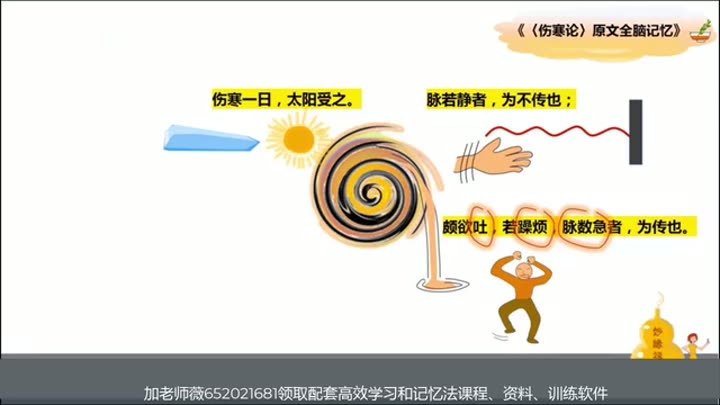 《〈伤寒论〉原文全脑记忆》
伤寒一日，太阳受之。
脉若静者，为不传也；
颇欲吐，若躁烦，脉数急者，为传也。
加老师薇652021681领取配套高效学习和记忆法课程、资料、训练软件